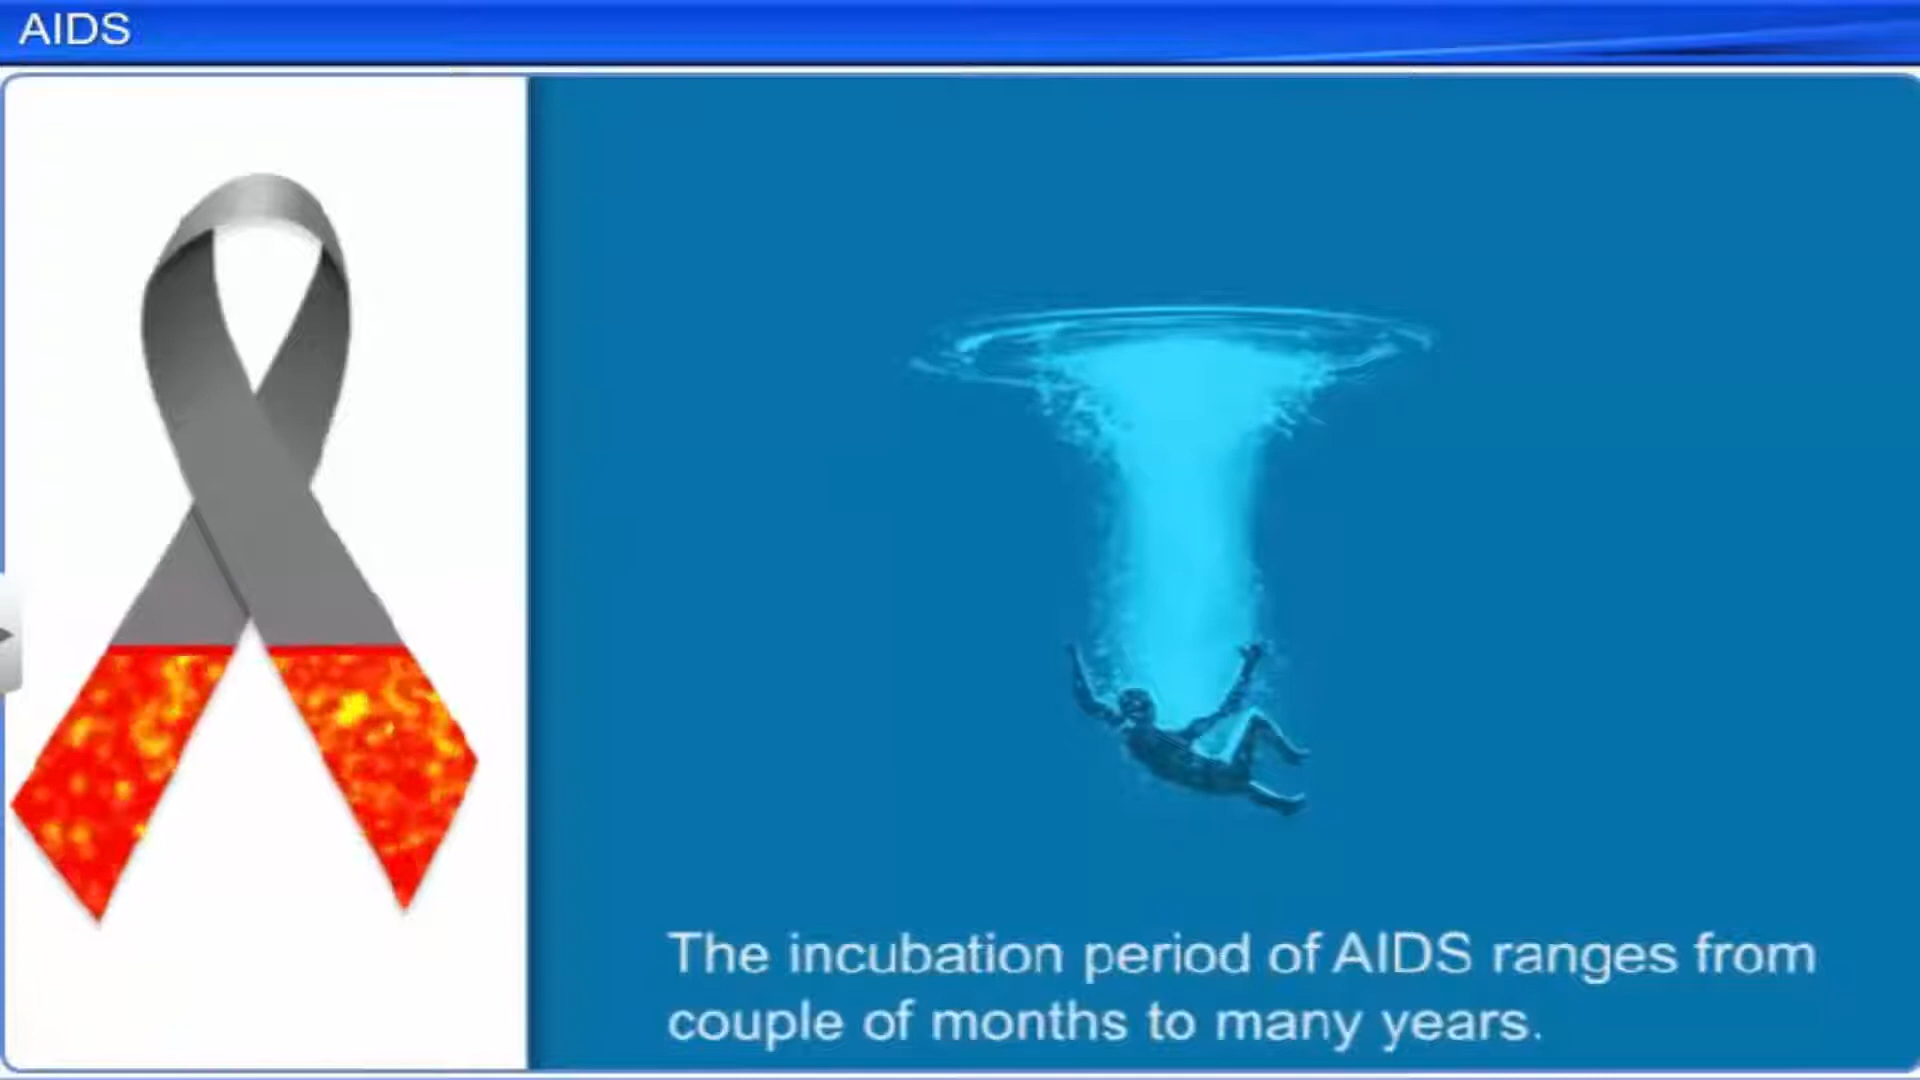 AIDS
The incubation period of AIDS ranges from
couple of months to many years.